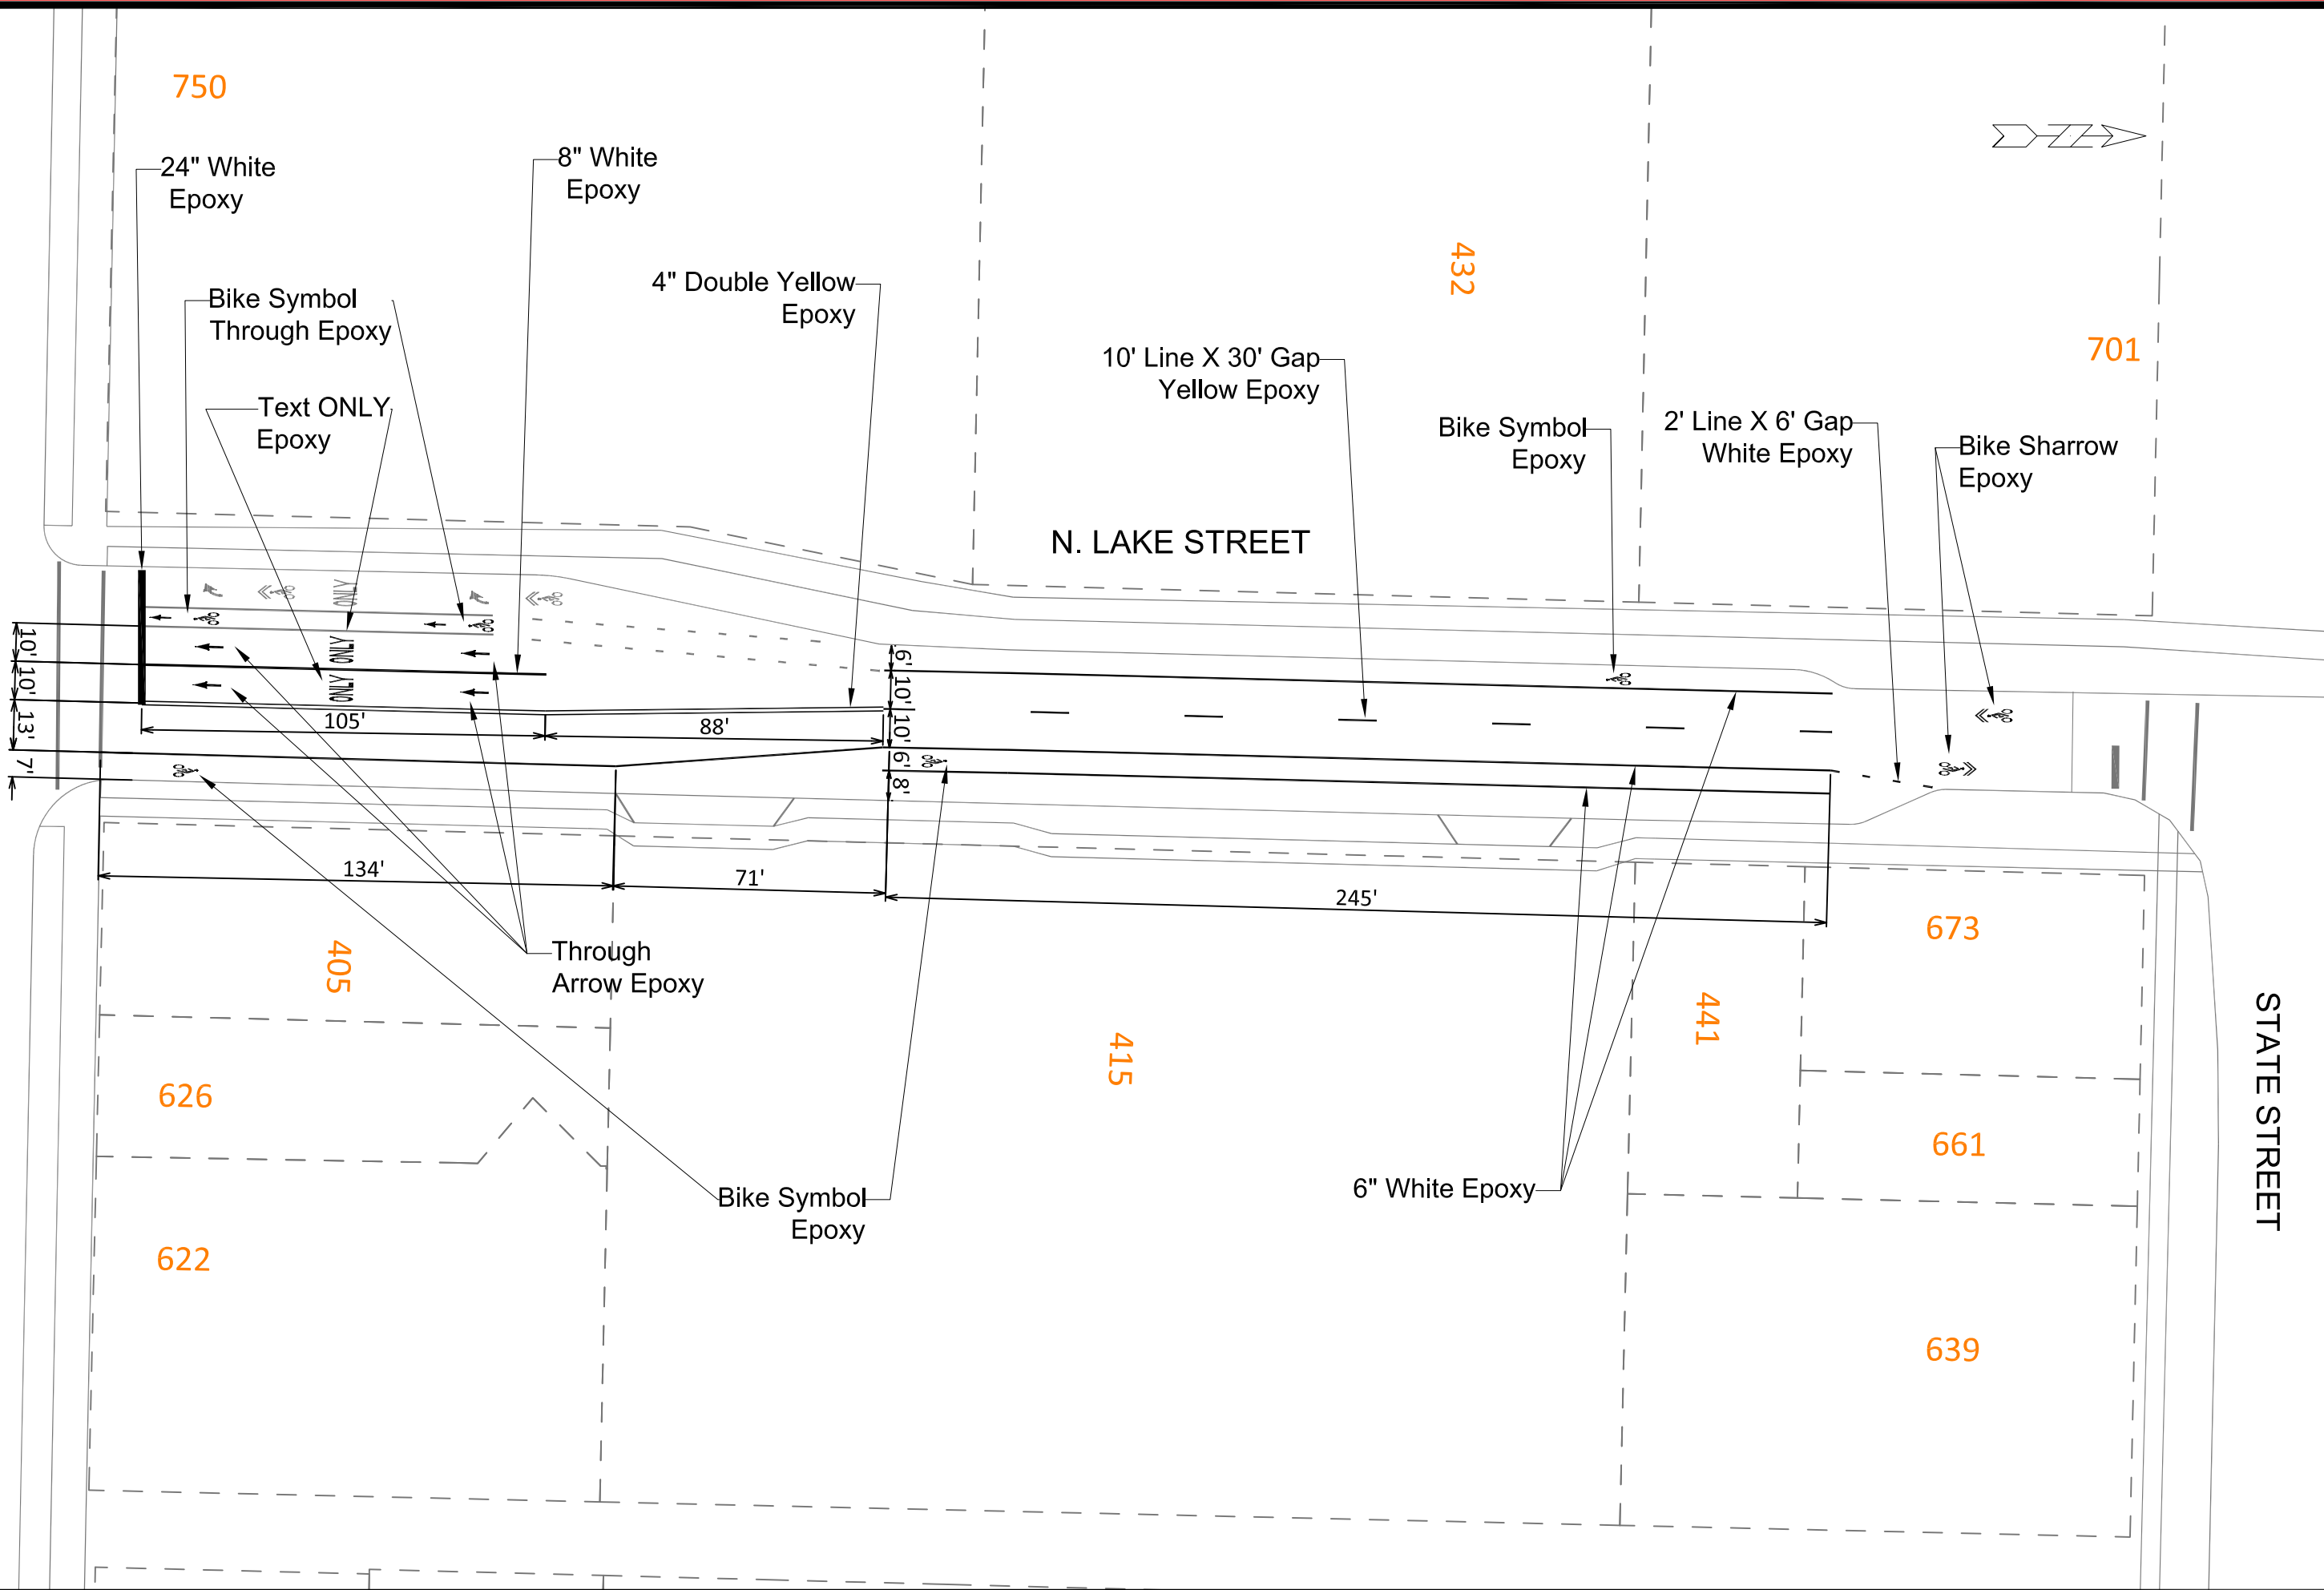 750
24" White
Epoxy
8" White
Epoxy
Bike Symbol
Through Epoxy
4" Double Yellow
Epoxy
432
10' Line X 30' Gap
Yellow Epoxy
701
Text ONLY
Epoxy
Bike Symbol
Epoxy
2' Line X 6' Gap
White Epoxy
Bike Sharrow
Epoxy
N
N. LAKE STREET
ONLY
ONLY
ONLY
10'
10'
13'
7'
6'
10'
10'
6'
8'
105'
88'
134'
71'
245'
405
Through
Arrow Epoxy
673
415
441
STATE STREET
626
661
Bike Symbol
Epoxy
6" White Epoxy
622
639